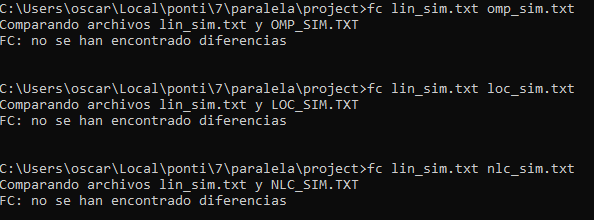 C:\Users\oscar\Local\ponti\7\paralela\project>fc lin_sim.txt omp_sim.txt
Comparando archivos lin_sim.txt y OMP_SIM.TXT
FC: no se han encontrado diferencias
C:\Users\oscar\Local\ponti\7\paralela\project>fc lin_sim.txt loc_sim.txt
Comparando archivos lin_sim.txt y LOC_SIM.TXT
FC: no se han encontrado diferencias
C:\Users\oscar\Local\ponti\7\paralela\project>fc lin_sim.txt nlc_sim.txt
Comparando archivos lin_sim.txt y NLC_SIM.TXT
FC: no se han encontrado diferencias